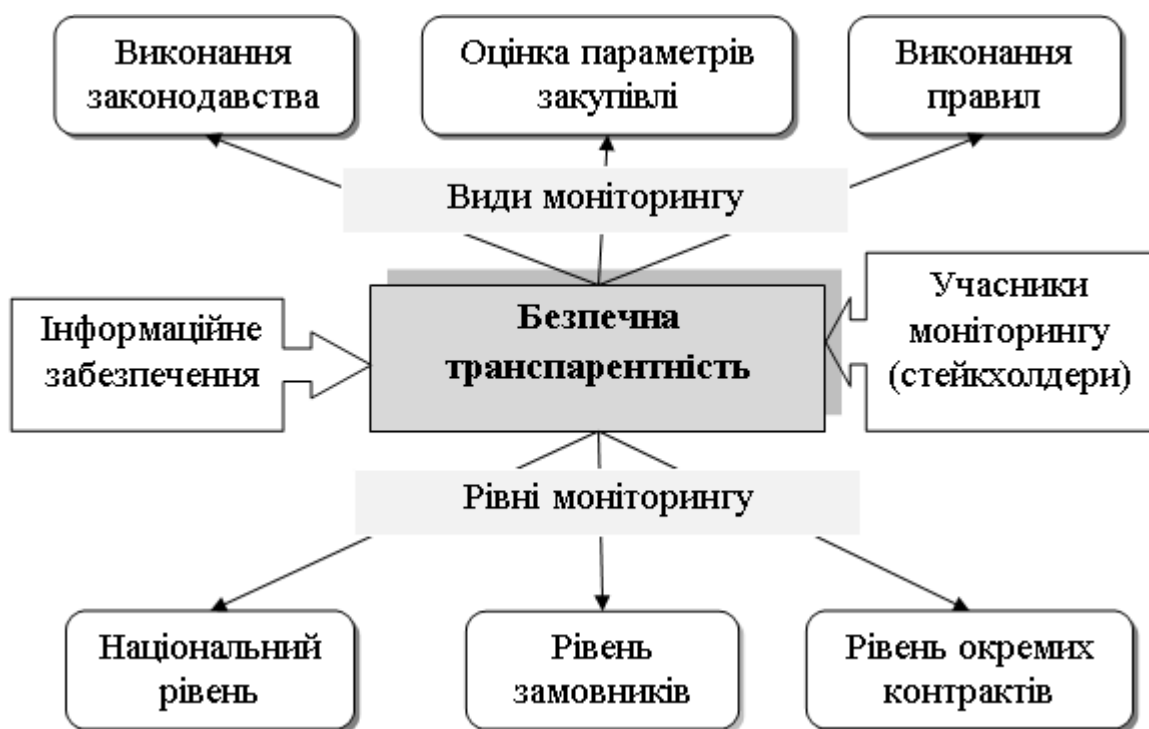 Виконання
законодавства
Оцінка параметрів
закупівлі
Виконання
правил
Види моніторингу
Інформаційне
забезпечення
Безпечна
транспарентність
Учасники
моніторингу
(стейкхолдери)
Рівні моніторингу
Національний
рівень
Рівень
замовників
Рівень окремих
контрактів